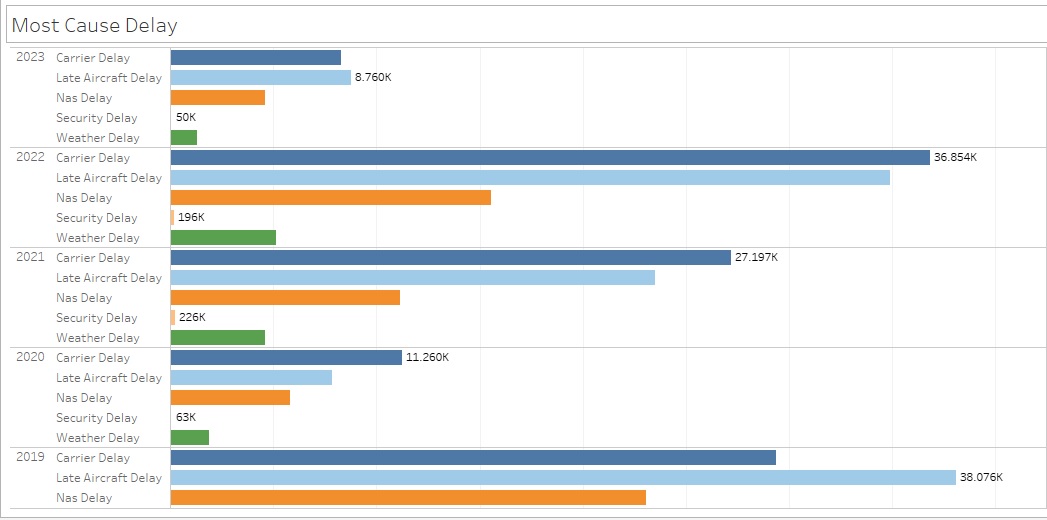 Most Cause Delay
2023 Carrier Delay
Late Aircraft Delay 8.760K
Nas Delay
Security Delay 50K
Weather Delay
2022 Carrier Delay 36.854K
Late Aircraft Delay
Nas Delay
Security Delay 196K
Weather Delay
2021 Carrier Delay 27.197K
Late Aircraft Delay
Nas Delay
Security Delay 226K
Weather Delay
2020 Carrier Delay 11.260K
Late Aircraft Delay
Nas Delay
Security Delay 63K
Weather Delay
2019 Carrier Delay
Late Aircraft Delay 38.076K
Nas Delay